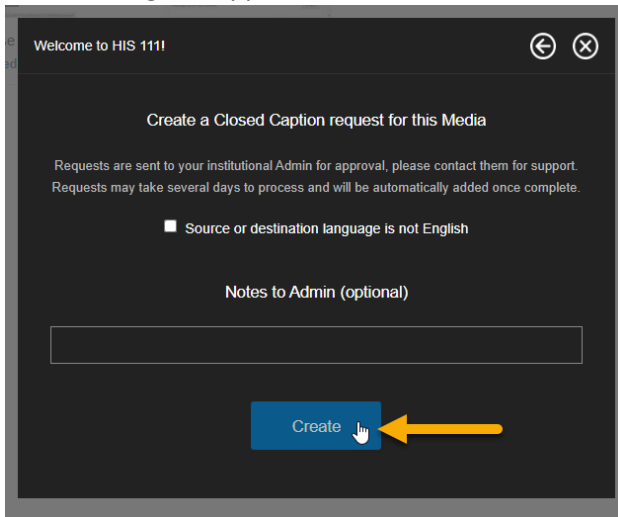 Welcome to HIS 111!
Create a Closed Caption request for this Media
Requests are sent to your institutional Admin for approval, please contact them for support.
Requests may take several days to process and will be automatically added once complete.
Source or destination language is not English
Notes to Admin (optional)
Create